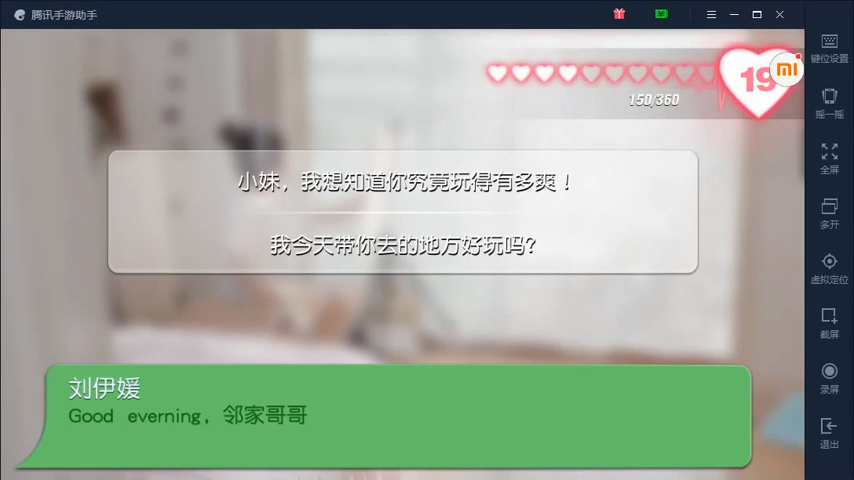 腾讯手游助手
键位设置
摇一摇
全屏
多开
虚拟定位
截屏
录屏
退出
19
mi
150/360
小妹，我想知道你究竟玩得有多爽！
我今天带你去的地方好玩吗？
刘伊媛
Good everning，邻家哥哥